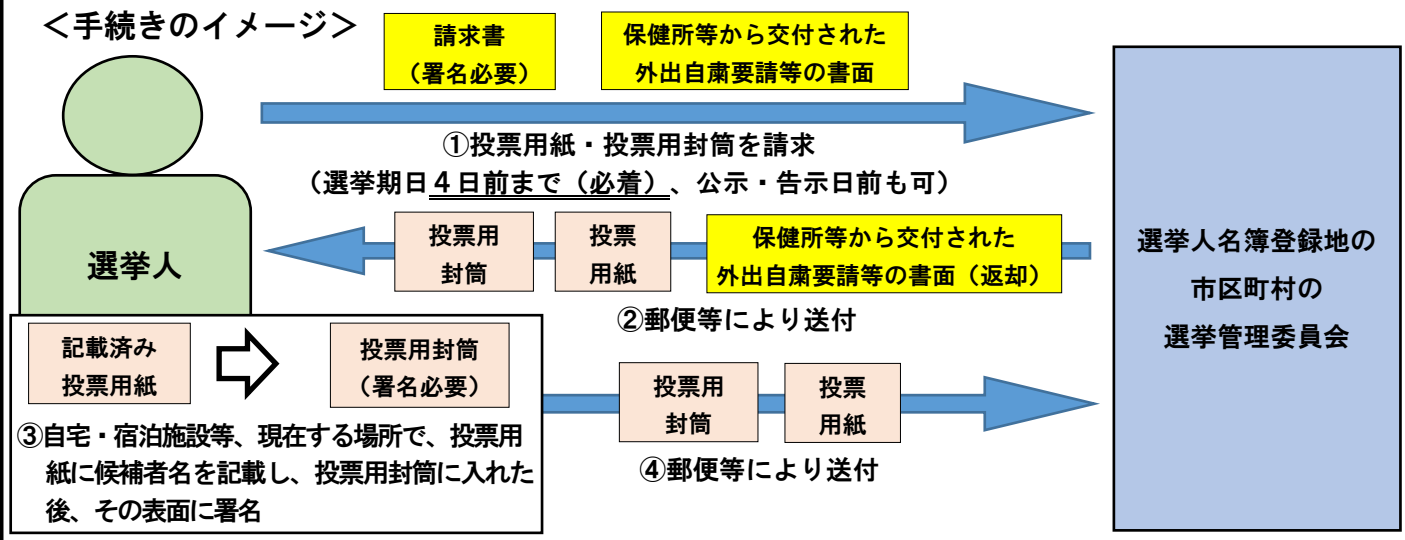 ＜手続きのイメージ＞
請求書
（署名必要）
保健所等から交付された
外出自粛要請等の書面
①投票用紙・投票用封筒を請求
（選挙期日４日前まで（必着）、公示・告示日前も可）
選挙人
投票用
封筒
投票
用紙
保健所等から交付された
外出自粛要請等の書面（返却）
②郵便等により送付
選挙人名簿登録地の
市区町村の
選挙管理委員会
記載済み
投票用紙
投票用封筒
（署名必要）
③自宅・宿泊施設等、現在する場所で、投票用
紙に候補者名を記載し、投票用封筒に入れた
後、その表面に署名
投票用
封筒
投票
用紙
④郵便等により送付